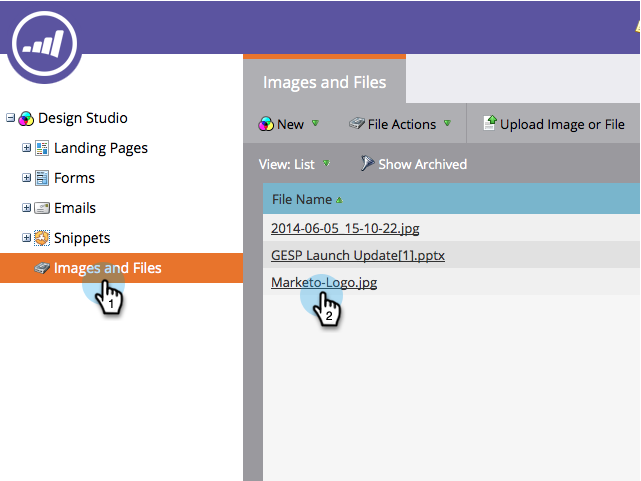 Images and Files
Design Studio
Landing Pages
Forms
Emails
Snippets
Images and Files
1
New
File Actions
Upload Image or File
View: List
Show Archived
File Name
2014-06-05_15-10-22.jpg
GESP Launch Update[1].pptx
Marketo-Logo.jpg
2